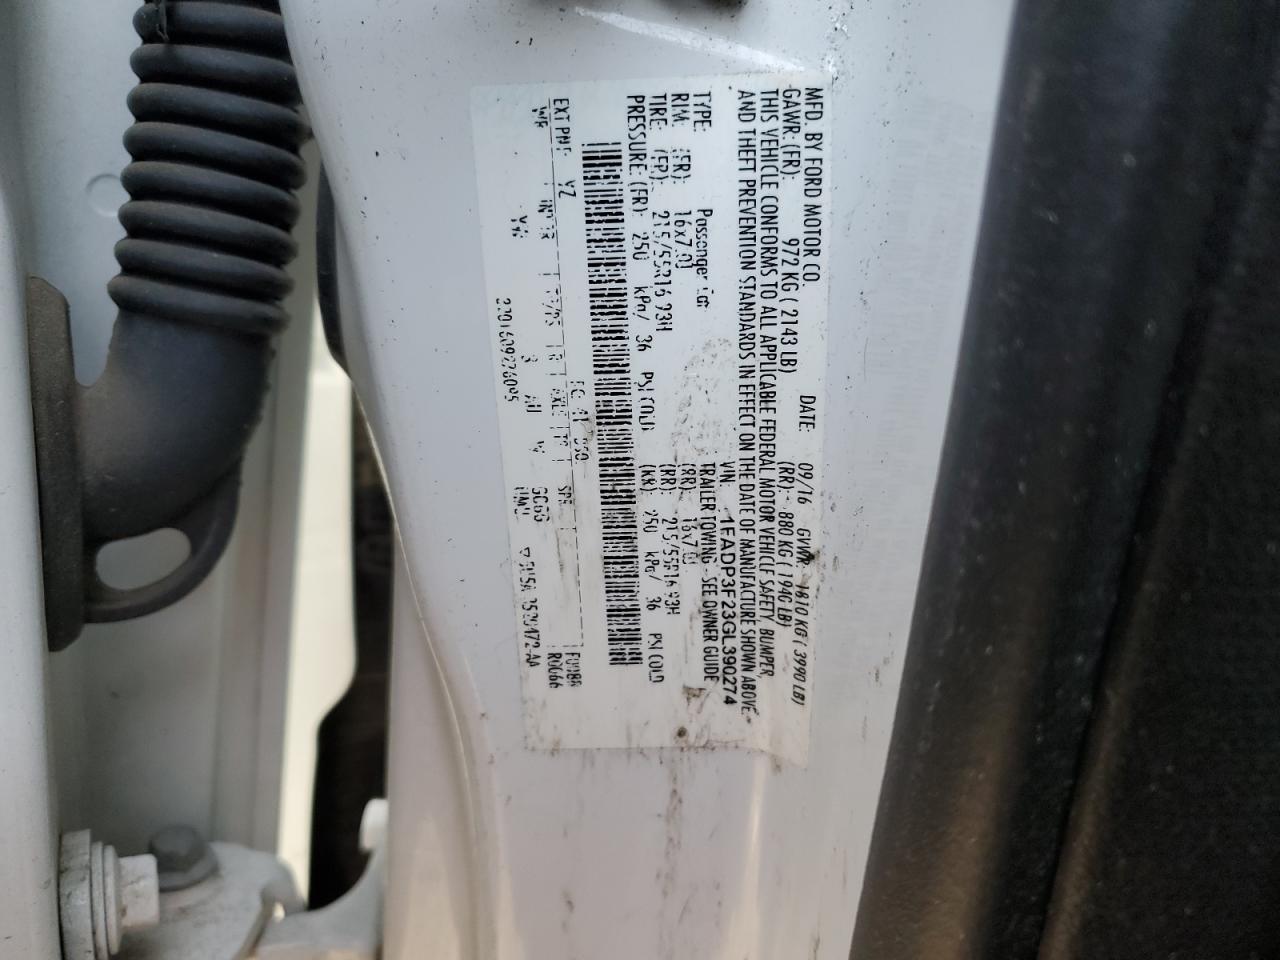 MFD. BY FORD MOTOR CO.
DATE: 09/16 GVWR: 1810 KG ( 3990 LB)
GAWR: (FR): 972 KG ( 2143 LB) (RR): 880 KG ( 1940 LB)
THIS VEHICLE CONFORMS TO ALL APPLICABLE FEDERAL MOTOR VEHICLE SAFETY, BUMPER,
AND THEFT PREVENTION STANDARDS IN EFFECT ON THE DATE OF MANUFACTURE SHOWN ABOVE.
VIN: 1FADP3F23GL390274
TYPE: Passenger Car TRAILER TOWING - SEE OWNER GUIDE
RIM: (FR): 16x7.0J (RR): 16x7.0J
TIRE: (FR): 215/55R16 93H (RR): 215/55R16 93H
PRESSURE: (FR): 250 kPa/ 36 PSI COLD (RR): 250 kPa/ 36 PSI COLD
EXT PNT: YZ